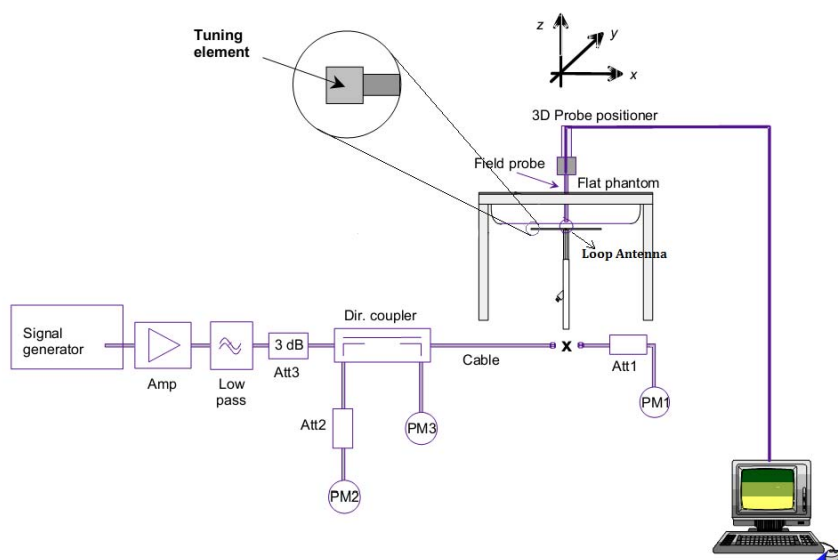 Tuning
element
z
y
x
3D Probe positioner
Field probe
Flat phantom
Loop Antenna
Signal
generator
Amp
Low
pass
3 dB
Att3
Dir. coupler
Cable
x
Att1
PM1
Att2
PM3
PM2